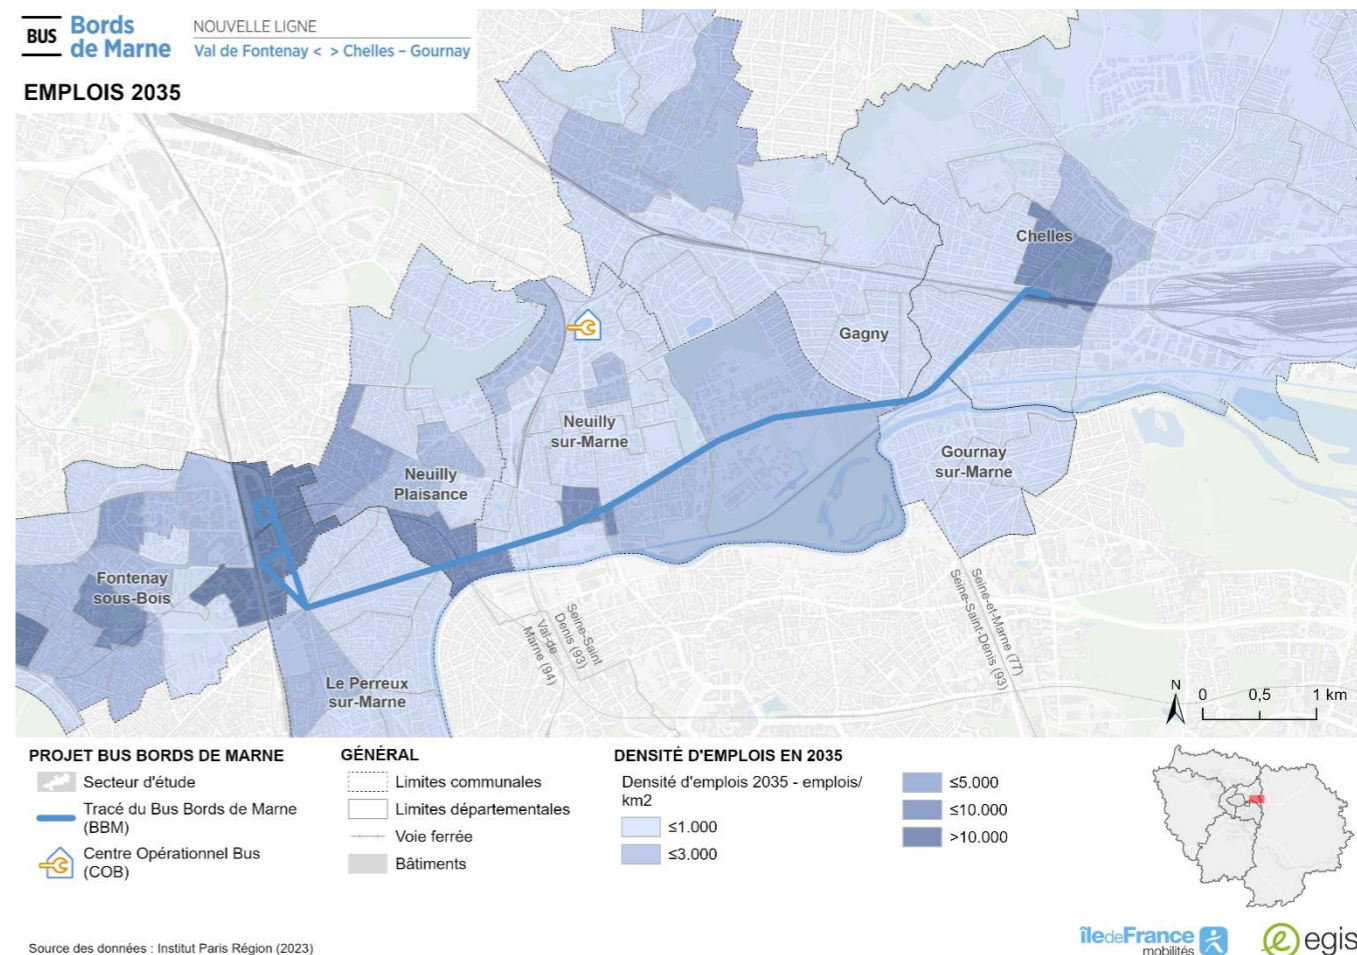 BUS
Bords
de Marne
NOUVELLE LIGNE
Val de Fontenay < > Chelles – Gournay
EMPLOIS 2035
Chelles
Gagny
Neuilly
sur-Marne
Gournay
sur-Marne
Neuilly
Plaisance
Fontenay
sous-Bois
Le Perreux
sur-Marne
Seine-Saint
Denis (93)
Val-de
Marne (94)
Seine-et-Marne (77)
Seine-Saint-Denis (93)
N
0 0,5 1 km
PROJET BUS BORDS DE MARNE
Secteur d'étude
Tracé du Bus Bords de Marne
(BBM)
Centre Opérationnel Bus
(COB)
GÉNÉRAL
Limites communales
Limites départementales
Voie ferrée
Bâtiments
DENSITÉ D'EMPLOIS EN 2035
Densité d'emplois 2035 - emplois/
km2
≤1.000
≤3.000
≤5.000
≤10.000
>10.000
Source des données : Institut Paris Région (2023)
îledeFrance
mobilités
egis